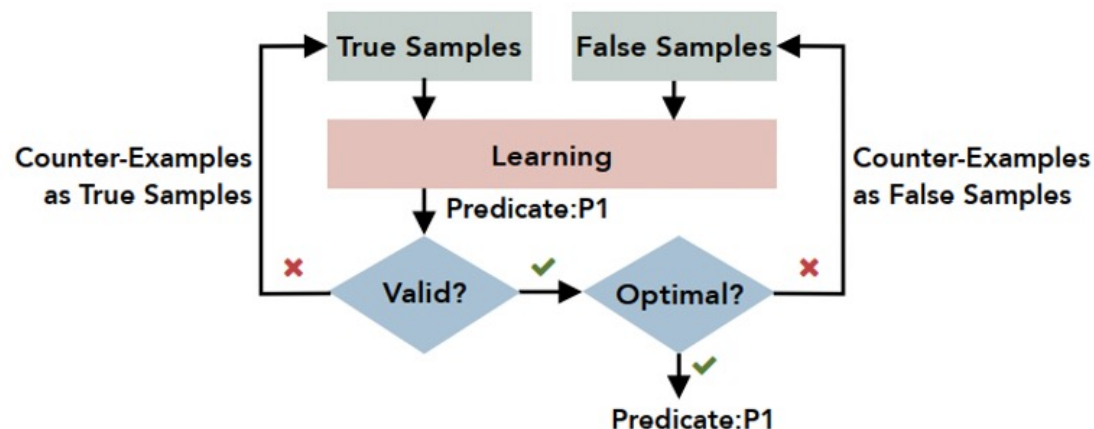 True Samples
False Samples
Learning
Counter-Examples
as True Samples
Counter-Examples
as False Samples
Predicate:P1
Valid?
Optimal?
Predicate:P1